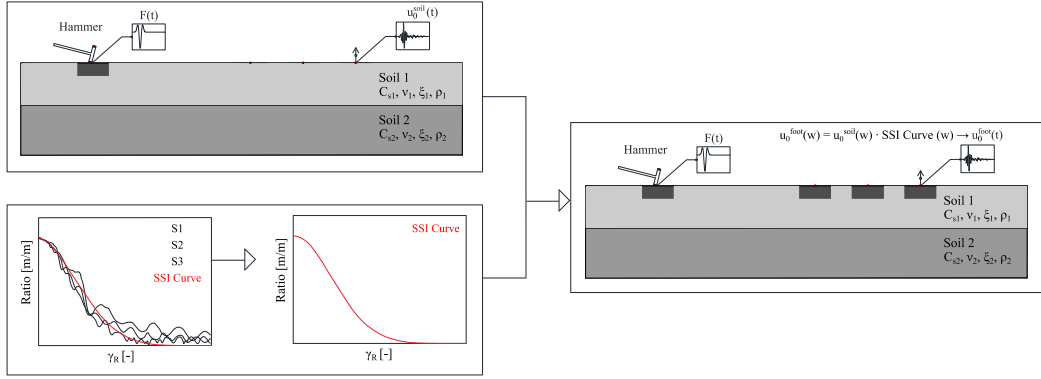 Hammer
F(t)
u₀ˢᵒⁱˡ(t)
Soil 1
Cₛ₁, ν₁, ξ₁, ρ₁
Soil 2
Cₛ₂, ν₂, ξ₂, ρ₂
Ratio [m/m]
S1
S2
S3
SSI Curve
γ_R [-]
Ratio [m/m]
SSI Curve
γ_R [-]
u₀ᶠᵒᵒᵗ(w) = u₀ˢᵒⁱˡ(w) · SSI Curve (w) → u₀ᶠᵒᵒᵗ(t)
Hammer
F(t)
Soil 1
Cₛ₁, ν₁, ξ₁, ρ₁
Soil 2
Cₛ₂, ν₂, ξ₂, ρ₂